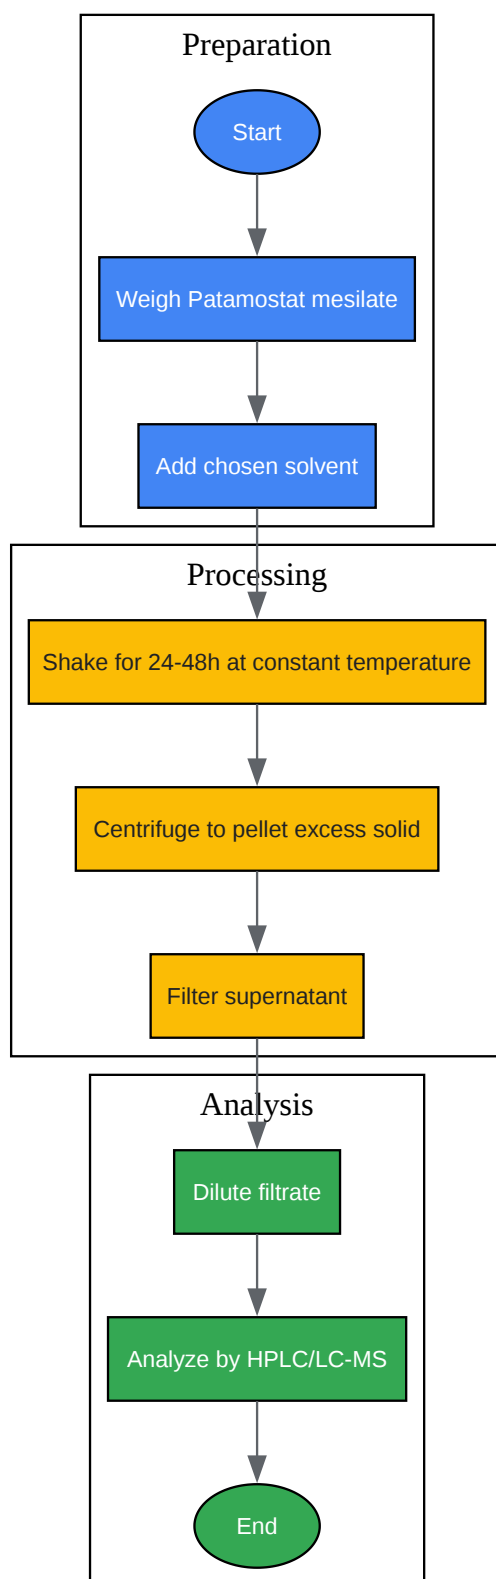 Preparation
Start
Weigh Patamostat mesilate
Add chosen solvent
Processing
Shake for 24-48h at constant temperature
Centrifuge to pellet excess solid
Filter supernatant
Analysis
Dilute filtrate
Analyze by HPLC/LC-MS
End